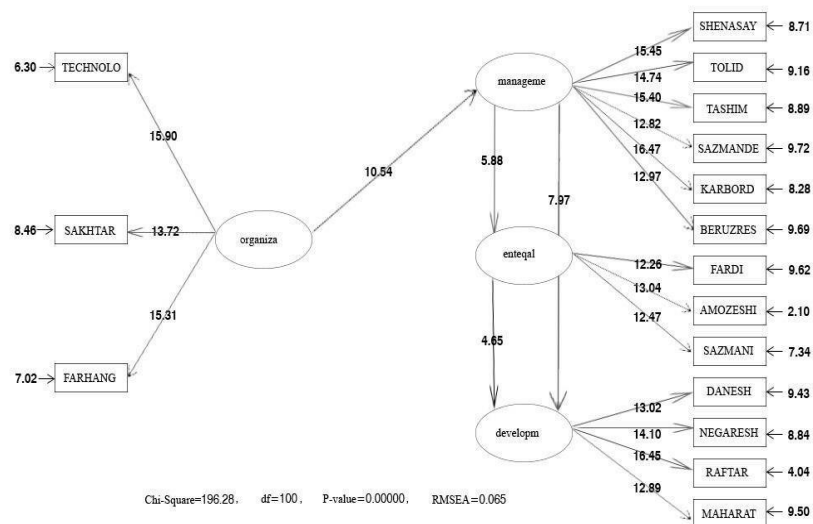 SHENASAY 8.71
15.45
6.30 TECHNOLO
manageme
14.74 TOLID 9.16
15.40 TASHIM 8.89
12.82
15.90
SAZMANDE 9.72
5.88
16.47
10.54
KARBORD 8.28
12.97
7.97
8.46 SAKHTAR 13.72
BERUZRES 9.69
organiza
enteqal
12.26 FARDI 9.62
13.04
AMOZESHI 2.10
12.47
15.31
4.65
SAZMANI 7.34
7.02 FARHANG
DANESH 9.43
13.02
developm
14.10 NEGARESH 8.84
16.45
RAFTAR 4.04
12.89
Chi-Square=196.28, df=100, P-value=0.00000, RMSEA=0.065
MAHARAT 9.50